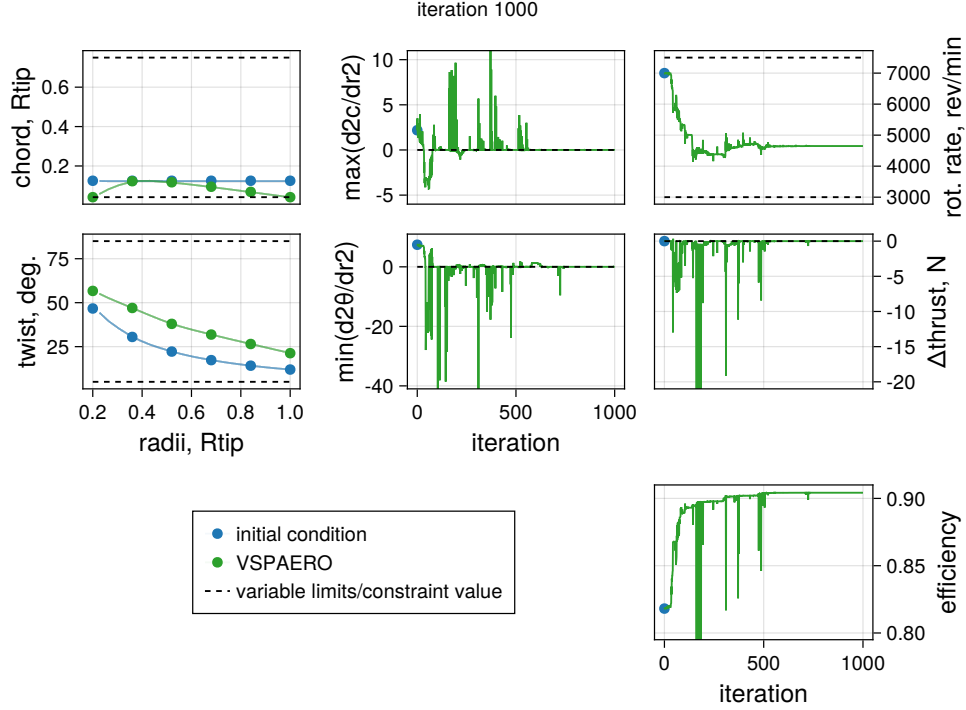 iteration 1000
chord, Rtip
0.6
0.4
0.2
max(d2c/dr2)
10
5
0
-5
rot. rate, rev/min
7000
6000
5000
4000
3000
twist, deg.
75
50
25
0.2 0.4 0.6 0.8 1.0
radii, Rtip
min(d2θ/dr2)
0
-20
-40
0 500 1000
iteration
Δthrust, N
0
-5
-10
-15
-20
initial condition
VSPAERO
variable limits/constraint value
efficiency
0.90
0.85
0.80
0 500 1000
iteration